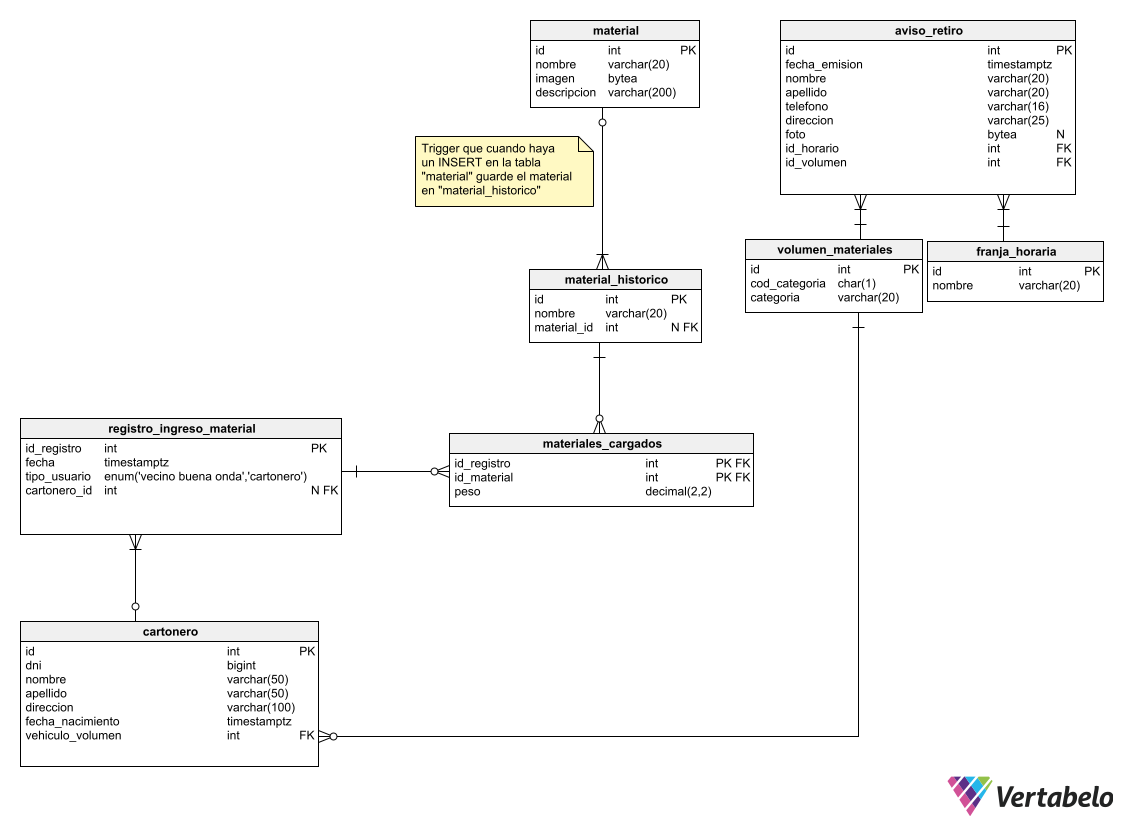 material
id int PK
nombre varchar(20)
imagen bytea
descripcion varchar(200)
aviso_retiro
id int PK
fecha_emision timestamptz
nombre varchar(20)
apellido varchar(20)
telefono varchar(16)
direccion varchar(25)
foto bytea N
id_horario int FK
id_volumen int FK
Trigger que cuando haya
un INSERT en la tabla
"material" guarde el material
en "material_historico"
volumen_materiales
id int PK
cod_categoria char(1)
categoria varchar(20)
franja_horaria
id int PK
nombre varchar(20)
material_historico
id int PK
nombre varchar(20)
material_id int N FK
registro_ingreso_material
id_registro int PK
fecha timestamptz
tipo_usuario enum('vecino buena onda','cartonero')
cartonero_id int N FK
materiales_cargados
id_registro int PK FK
id_material int PK FK
peso decimal(2,2)
cartonero
id int PK
dni bigint
nombre varchar(50)
apellido varchar(50)
direccion varchar(100)
fecha_nacimiento timestamptz
vehiculo_volumen int FK
Vertabelo